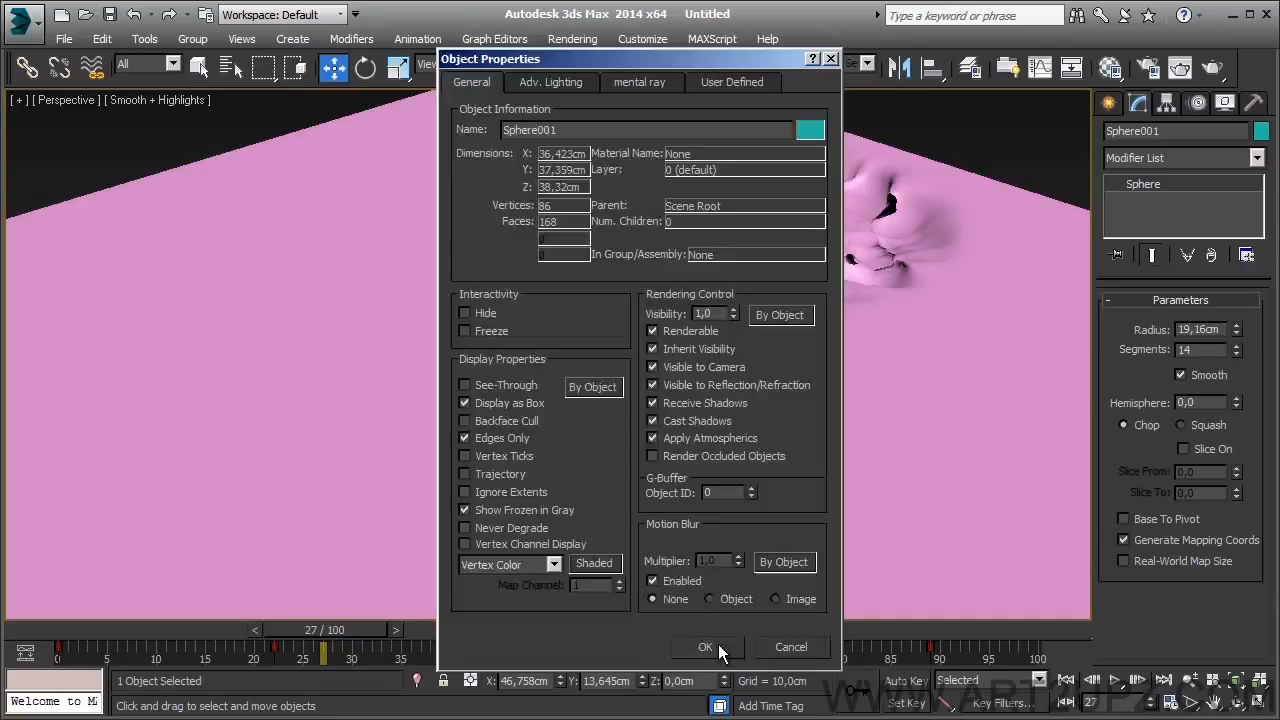 Workspace: Default
Autodesk 3ds Max 2014 x64 Untitled
Type a keyword or phrase
File Edit Tools Group Views Create Modifiers Animation Graph Editors Rendering Customize MAXScript Help
All
View
Se
[ + ] [ Perspective ] [ Smooth + Highlights ]
Object Properties
General Adv. Lighting mental ray User Defined
Object Information
Name: Sphere001
Dimensions: X: 36,423cm Material Name: None
Y: 37,359cm Layer: 0 (default)
Z: 38,32cm
Vertices: 86 Parent: Scene Root
Faces: 168 Num. Children: 0
0
0 In Group/Assembly: None
Interactivity
Hide
Freeze
Display Properties
See-Through By Object
Display as Box
Backface Cull
Edges Only
Vertex Ticks
Trajectory
Ignore Extents
Show Frozen in Gray
Never Degrade
Vertex Channel Display
Vertex Color Shaded
Map Channel: 1
Rendering Control
Visibility: 1,0 By Object
Renderable
Inherit Visibility
Visible to Camera
Visible to Reflection/Refraction
Receive Shadows
Cast Shadows
Apply Atmospherics
Render Occluded Objects
G-Buffer
Object ID: 0
Motion Blur
Multiplier: 1,0 By Object
Enabled
None Object Image
OK Cancel
Sphere001
Modifier List
Sphere
- Parameters
Radius: 19,16cm
Segments: 14
Smooth
Hemisphere: 0,0
Chop Squash
Slice On
Slice From: 0,0
Slice To: 0,0
Base To Pivot
Generate Mapping Coords
Real-World Map Size
< 27 / 100 >
0 5 10 15 20 25 30 35 90 95 100
1 Object Selected X: 46,758cm Y: 13,645cm Z: 0,0cm Grid = 10,0cm Auto Key Selected
Welcome to MA Click and drag to select and move objects Add Time Tag Set Key Key Filters... 27
WWW.ART2UPZ.COM